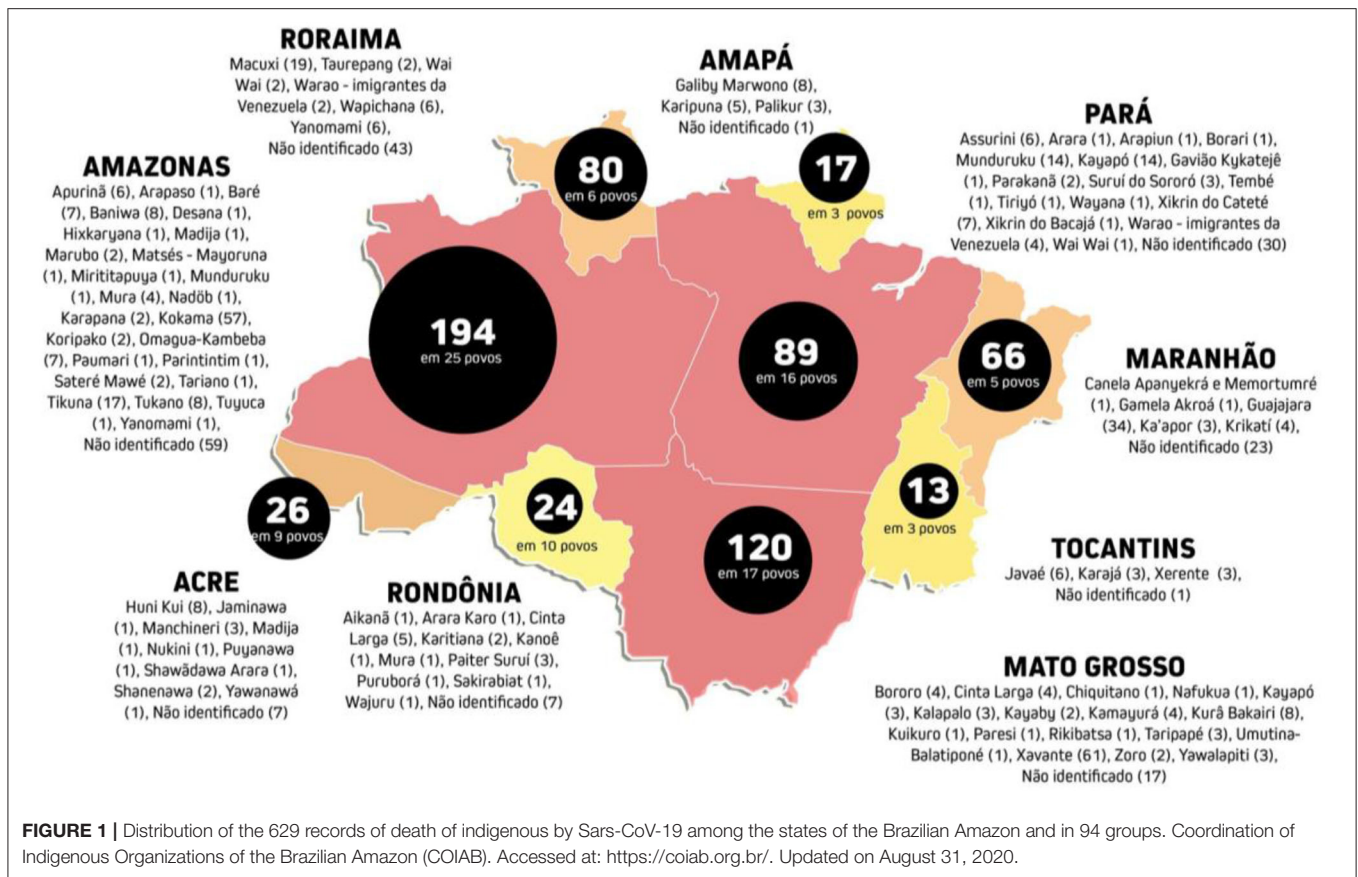 RORAIMA
Macuxi (19), Taurepang (2), Wai
Wai (2), Warao - imigrantes da
Venezuela (2), Wapichana (6),
Yanomami (6),
Não identificado (43)
AMAPÁ
Galiby Marwono (8),
Karipuna (5), Palikur (3),
Não identificado (1)
PARÁ
Assurini (6), Arara (1), Arapiun (1), Borari (1),
Munduruku (14), Kayapó (14), Gavião Kykatejê
(1), Parakanã (2), Suruí do Sororó (3), Tembé
(1), Tiriyó (1), Wayana (1), Xikrin do Cateté
(7), Xikrin do Bacajá (1), Warao - imigrantes da
Venezuela (4), Wai Wai (1), Não identificado (30)
AMAZONAS
Apurinã (6), Arapaso (1), Baré
(7), Baniwa (8), Desana (1),
Hixkaryana (1), Madija (1),
Marubo (2), Matsés - Mayoruna
(1), Mirititapuya (1), Munduruku
(1), Mura (4), Nadöb (1),
Karapana (2), Kokama (57),
Koripako (2), Omagua-Kambeba
(7), Paumari (1), Parintintim (1),
Sateré Mawé (2), Tariano (1),
Tikuna (17), Tukano (8), Tuyuca
(1), Yanomami (1),
Não identificado (59)
80
em 6 povos
17
em 3 povos
194
em 25 povos
89
em 16 povos
66
em 5 povos
MARANHÃO
Canela Apanyekrá e Memortumré
(1), Gamela Akroá (1), Guajajara
(34), Ka'apor (3), Krikatí (4),
Não identificado (23)
26
em 9 povos
24
em 10 povos
120
em 17 povos
13
em 3 povos
ACRE
Huni Kui (8), Jaminawa
(1), Manchineri (3), Madija
(1), Nukini (1), Puyanawa
(1), Shawãdawa Arara (1),
Shanenawa (2), Yawanawá
(1), Não identificado (7)
RONDÔNIA
Aikanã (1), Arara Karo (1), Cinta
Larga (5), Karitiana (2), Kanoê
(1), Mura (1), Paiter Suruí (3),
Puruborá (1), Sakirabiat (1),
Wajuru (1), Não identificado (7)
TOCANTINS
Javaé (6), Karajá (3), Xerente (3),
Não identificado (1)
MATO GROSSO
Bororo (4), Cinta Larga (4), Chiquitano (1), Nafukua (1), Kayapó
(3), Kalapalo (3), Kayaby (2), Kamayurá (4), Kurâ Bakairi (8),
Kuikuro (1), Paresi (1), Rikibatsa (1), Taripapé (3), Umutina-
Balatiponé (1), Xavante (61), Zoro (2), Yawalapiti (3),
Não identificado (17)
FIGURE 1 | Distribution of the 629 records of death of indigenous by Sars-CoV-19 among the states of the Brazilian Amazon and in 94 groups. Coordination of
Indigenous Organizations of the Brazilian Amazon (COIAB). Accessed at: https://coiab.org.br/. Updated on August 31, 2020.